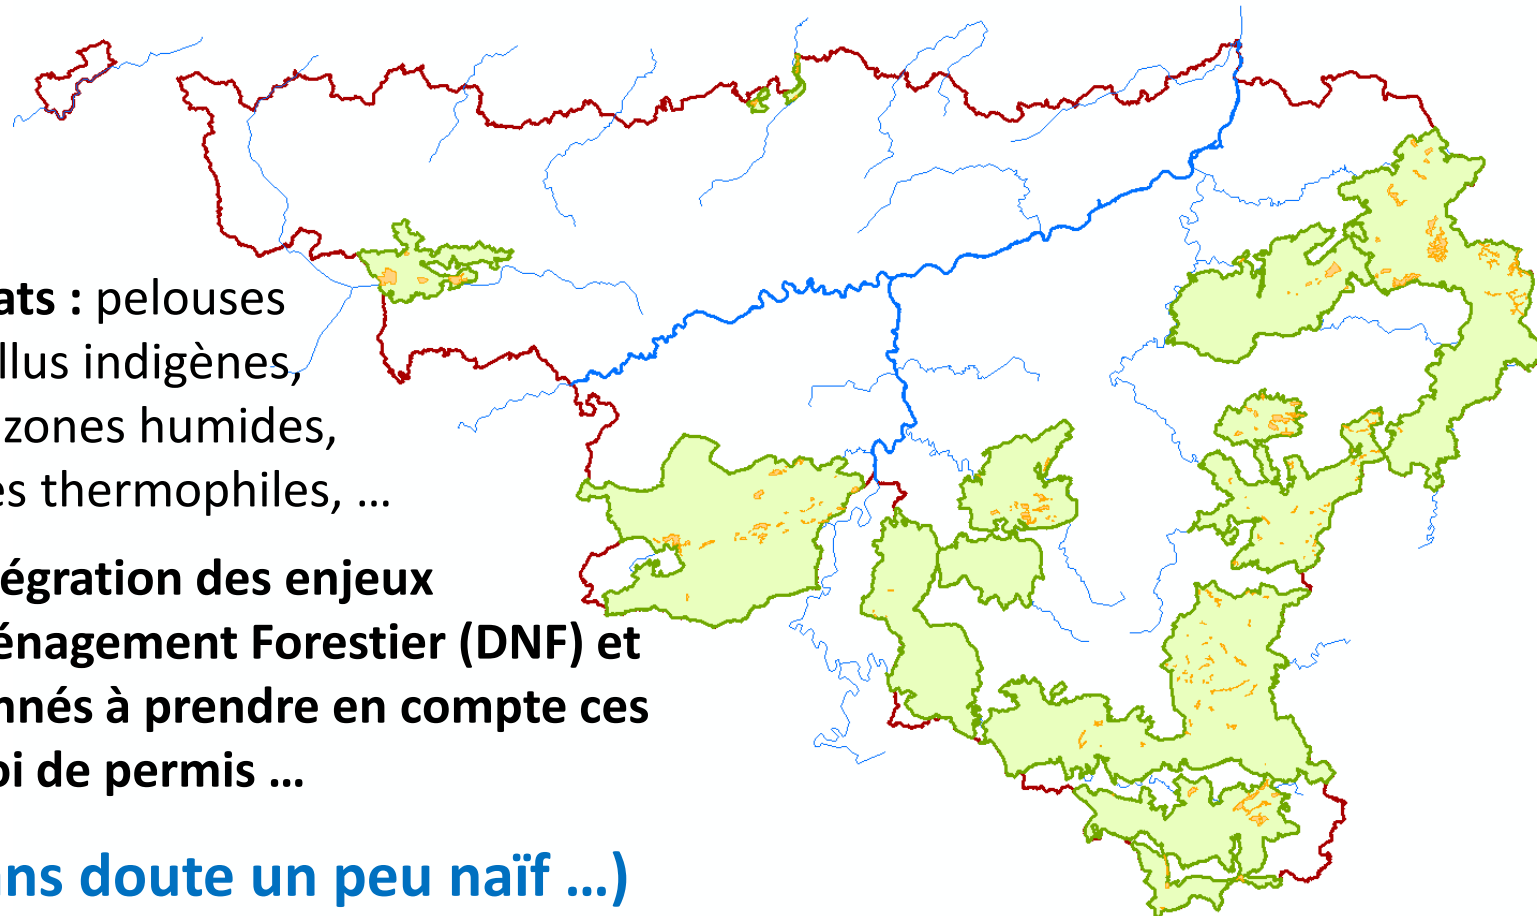 ats : pelouses
llus indigènes,
zones humides,
es thermophiles, ...
égration des enjeux
énagement Forestier (DNF) et
nnés à prendre en compte ces
oi de permis ...
ns doute un peu naïf ...)